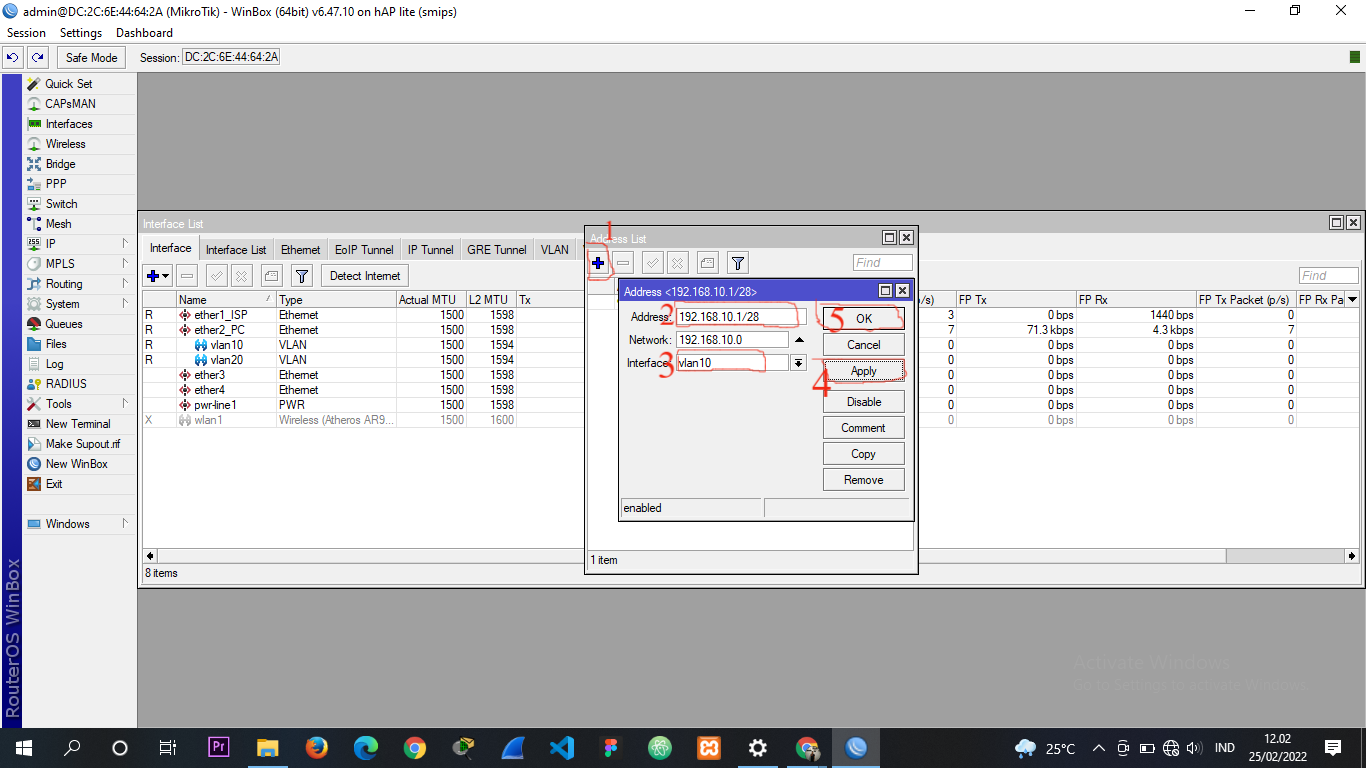 admin@DC:2C:6E:44:64:2A (MikroTik) - WinBox (64bit) v6.47.10 on hAP lite (smips)
Session Settings Dashboard
Safe Mode Session: DC:2C:6E:44:64:2A
Quick Set
CAPsMAN
Interfaces
Wireless
Bridge
PPP
Switch
Mesh
IP
MPLS
Routing
System
Queues
Files
Log
RADIUS
Tools
New Terminal
Make Supout.rif
New WinBox
Exit
Windows
RouterOS WinBox
Interface List
Interface Interface List Ethernet EoIP Tunnel IP Tunnel GRE Tunnel VLAN
Detect Internet
Find
Name Type Actual MTU L2 MTU Tx /s) FP Tx FP Rx FP Tx Packet (p/s) FP Rx Pa
R ether1_ISP Ethernet 1500 1598 3 0 bps 1440 bps 0
R ether2_PC Ethernet 1500 1598 7 71.3 kbps 4.3 kbps 7
R vlan10 VLAN 1500 1594 0 0 bps 0 bps 0
R vlan20 VLAN 1500 1594 0 0 bps 0 bps 0
ether3 Ethernet 1500 1598 0 0 bps 0 bps 0
ether4 Ethernet 1500 1598 0 0 bps 0 bps 0
pwr-line1 PWR 1500 1598 0 0 bps 0 bps 0
X wlan1 Wireless (Atheros AR9... 1500 1600 0 0 bps 0 bps 0
8 items
1
Address List
Find
Address <192.168.10.1/28>
Address: 2 192.168.10.1/28
Network: 192.168.10.0
Interface: 3 vlan10
5 OK
Cancel
4 Apply
Disable
Comment
Copy
Remove
enabled
1 item
Activate Windows
Go to Settings to activate Windows.
Pr
25°C
IND
12.02
25/02/2022